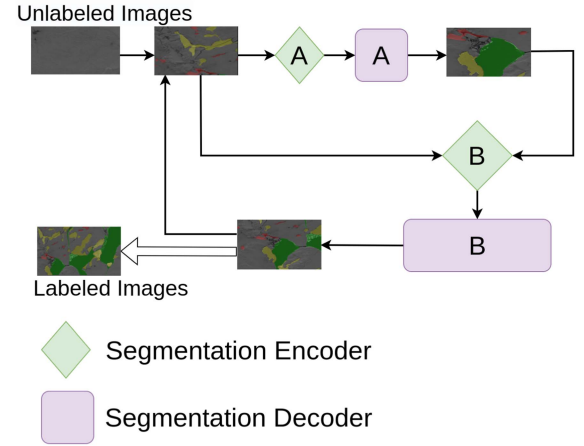 Unlabeled Images
A
A
B
B
Labeled Images
Segmentation Encoder
Segmentation Decoder